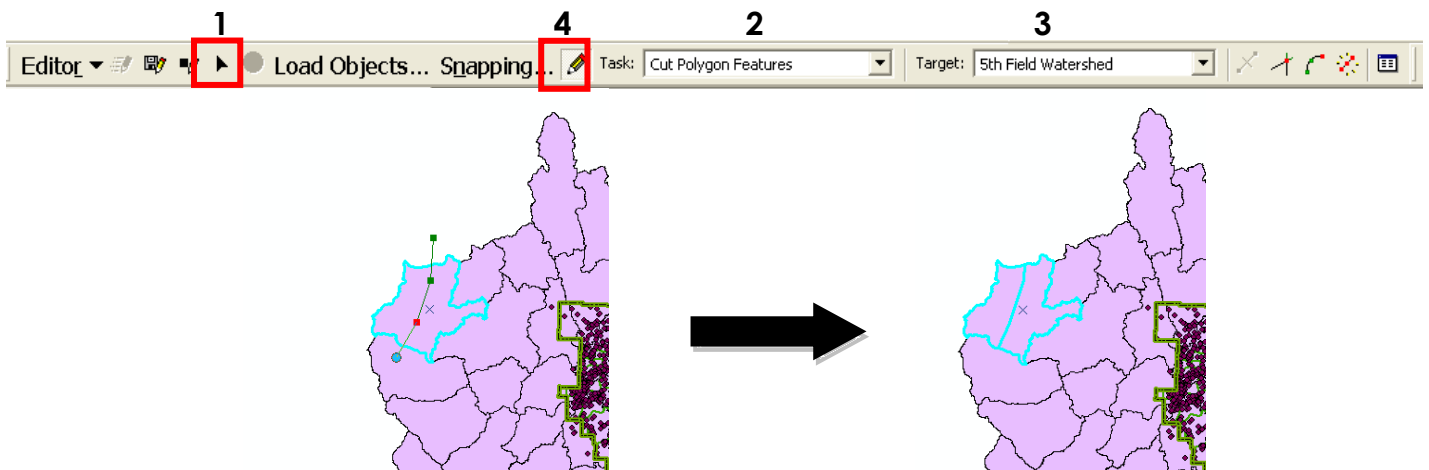 1 4 2 3
Editor Load Objects... Snapping... Task: Cut Polygon Features Target: 5th Field Watershed